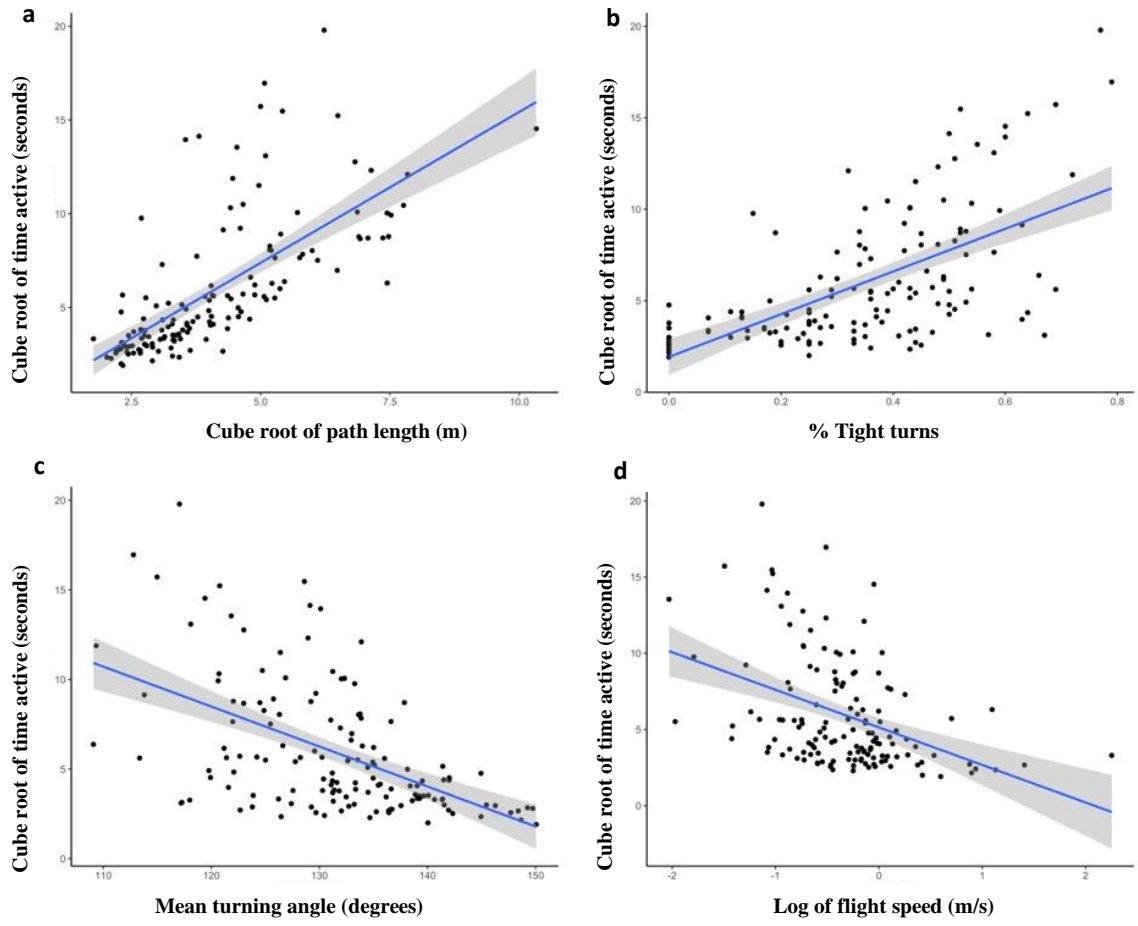 a
Cube root of time active (seconds)
20
15
10
5
2.5 5.0 7.5 10.0
Cube root of path length (m)
b
Cube root of time active (seconds)
20
15
10
5
0
0.0 0.2 0.4 0.6 0.8
% Tight turns
c
Cube root of time active (seconds)
20
15
10
5
0
110 120 130 140 150
Mean turning angle (degrees)
d
Cube root of time active (seconds)
20
15
10
5
0
-2 -1 0 1 2
Log of flight speed (m/s)